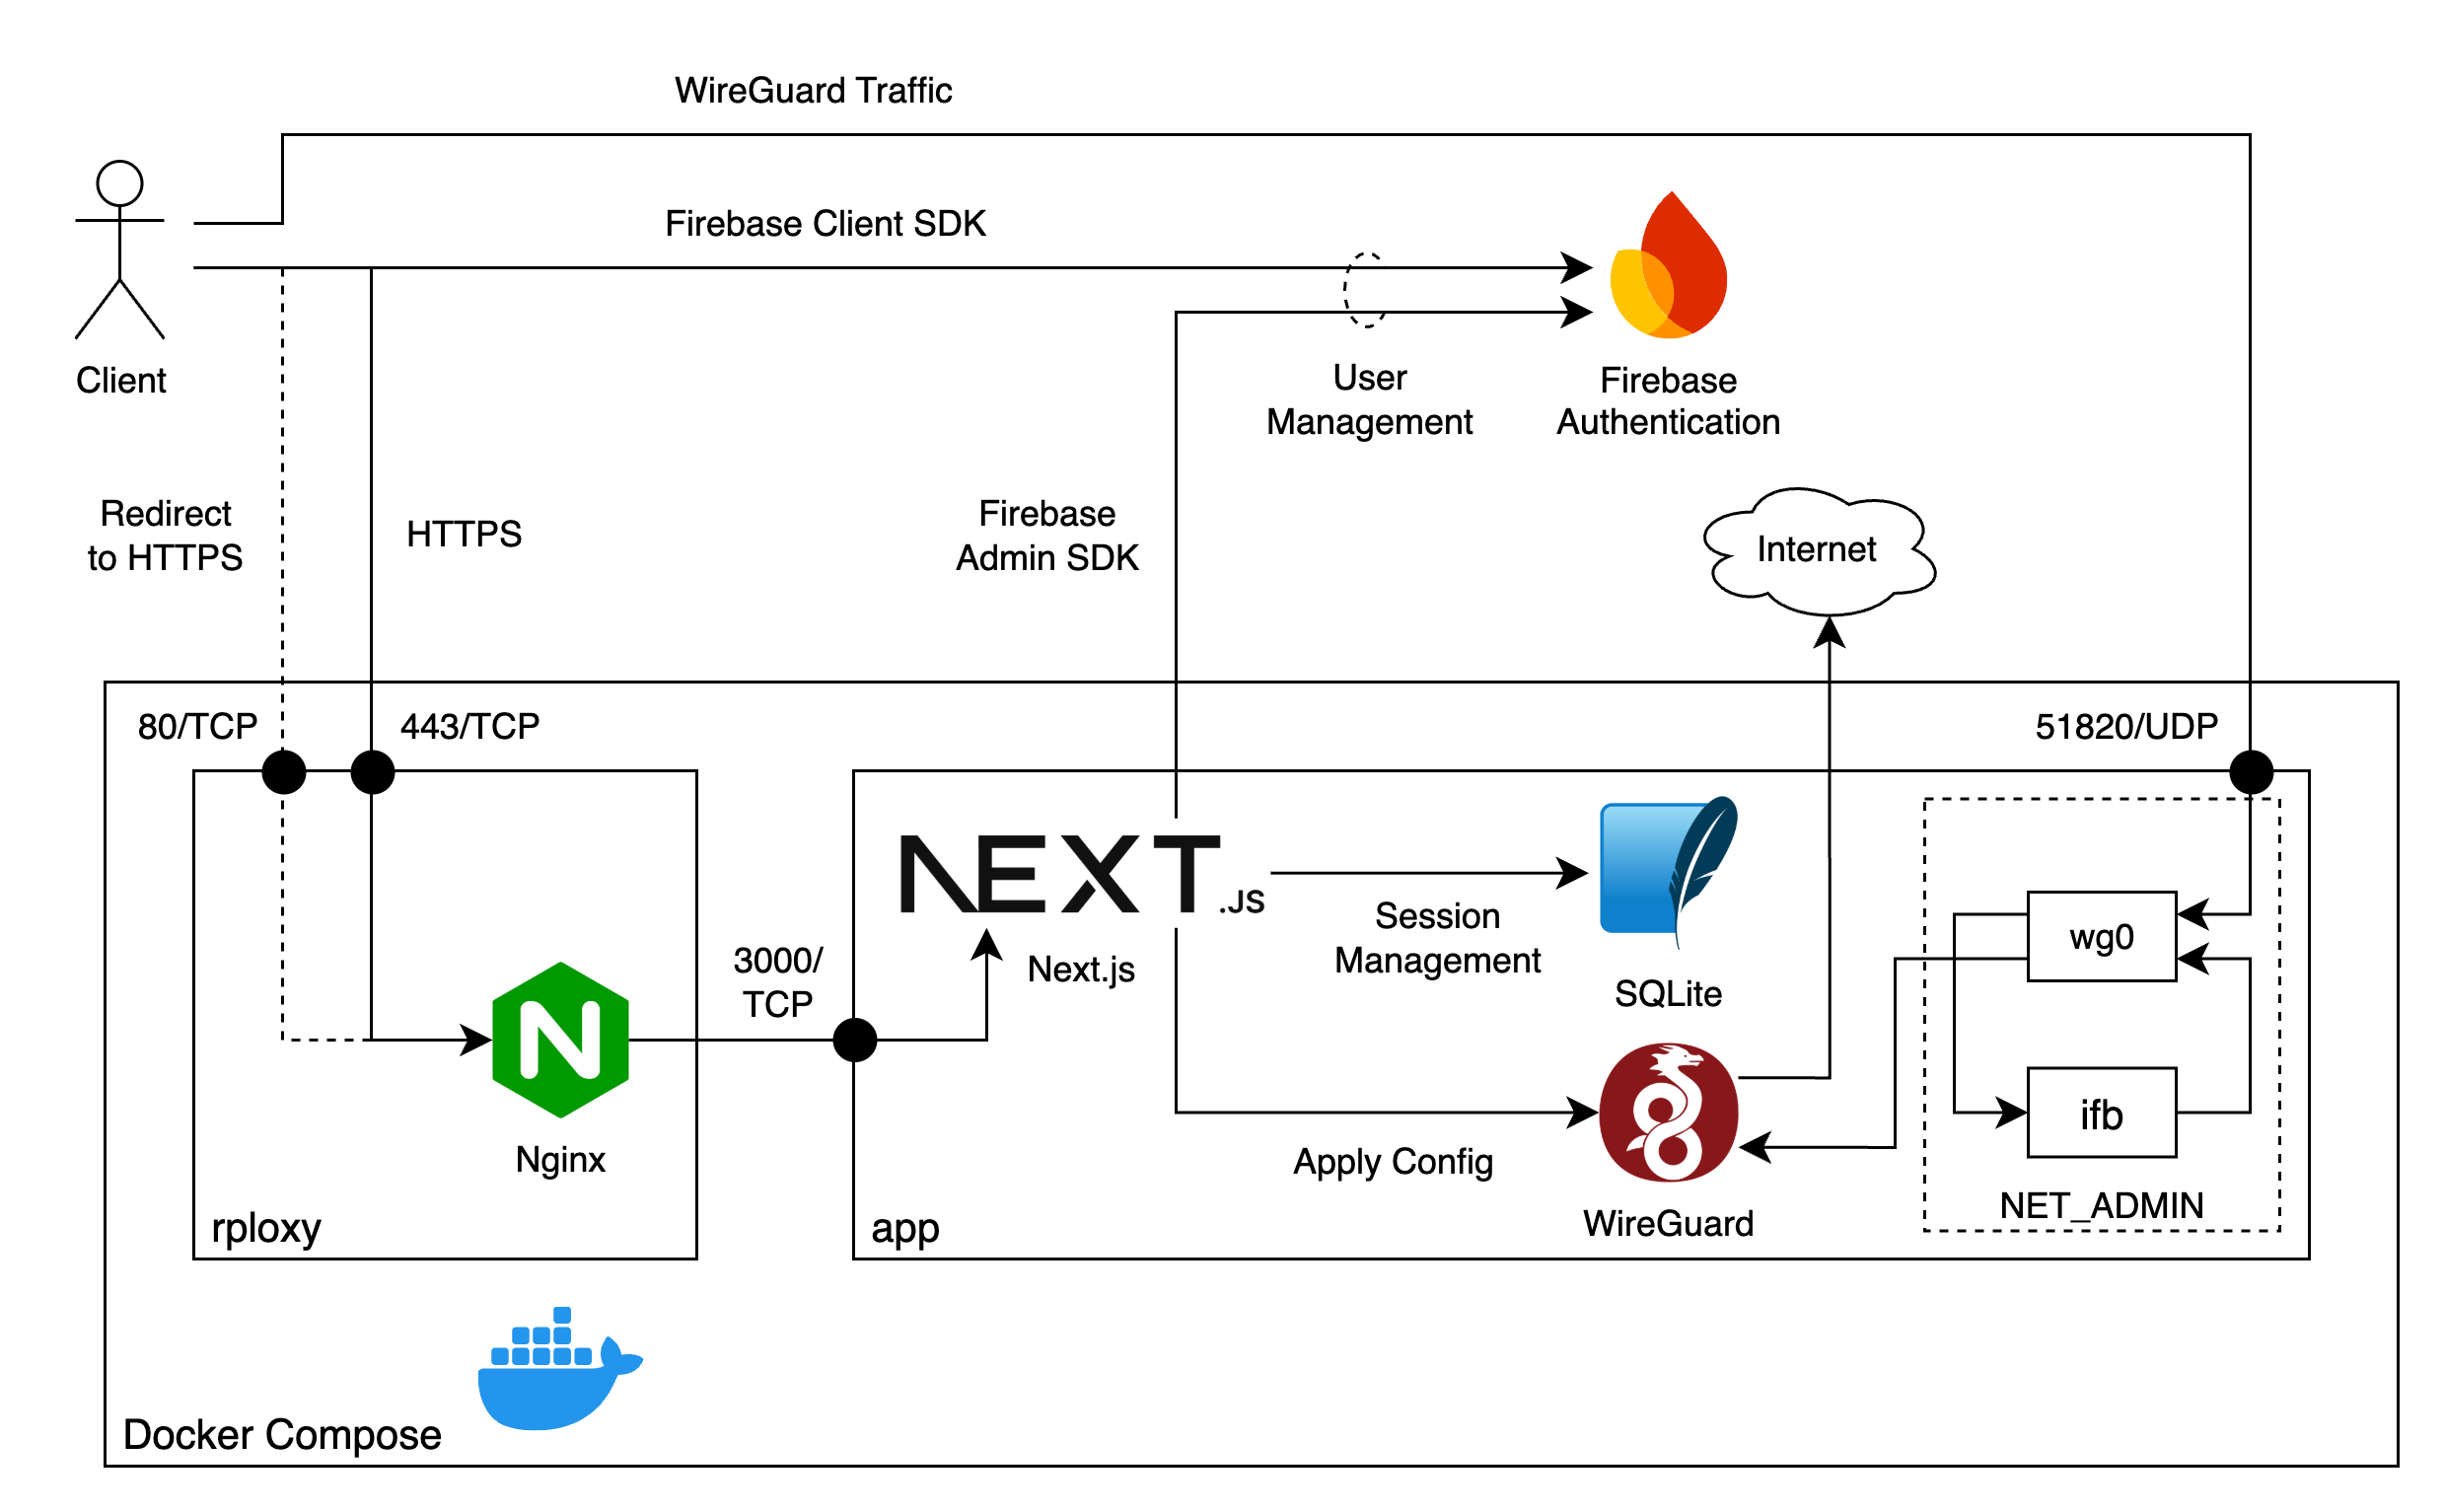 WireGuard Traffic
Firebase Client SDK
Client
User
Management
Firebase
Authentication
Redirect
to HTTPS
HTTPS
Firebase
Admin SDK
Internet
80/TCP
443/TCP
51820/UDP
NEXT.JS
Next.js
3000/
TCP
Session
Management
SQLite
wg0
N
Nginx
Apply Config
WireGuard
ifb
NET_ADMIN
rploxy
app
Docker Compose